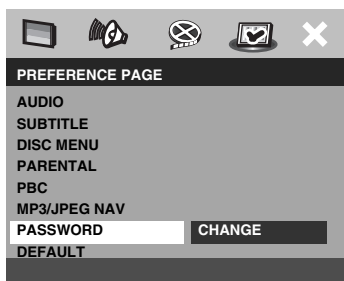 PREFERENCE PAGE
AUDIO
SUBTITLE
DISC MENU
PARENTAL
PBC
MP3/JPEG NAV
PASSWORD CHANGE
DEFAULT